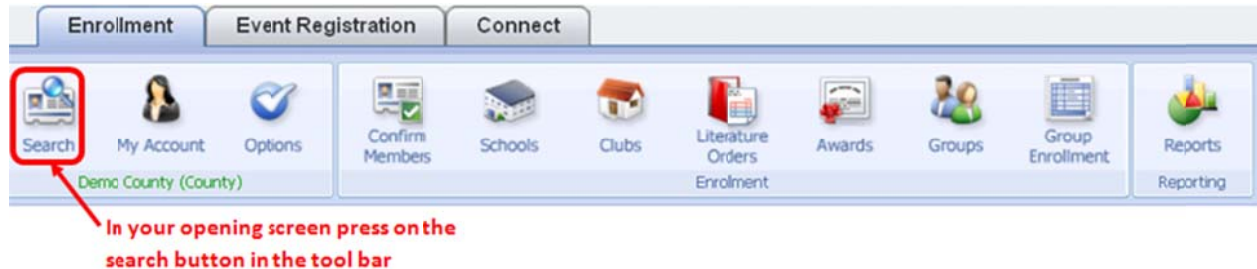 Enrollment Event Registration Connect
Search My Account Options Confirm Members Schools Clubs Literature Orders Awards Groups Group Enrollment Reports
Demo County (County) Enrolment Reporting
In your opening screen press on the
search button in the tool bar